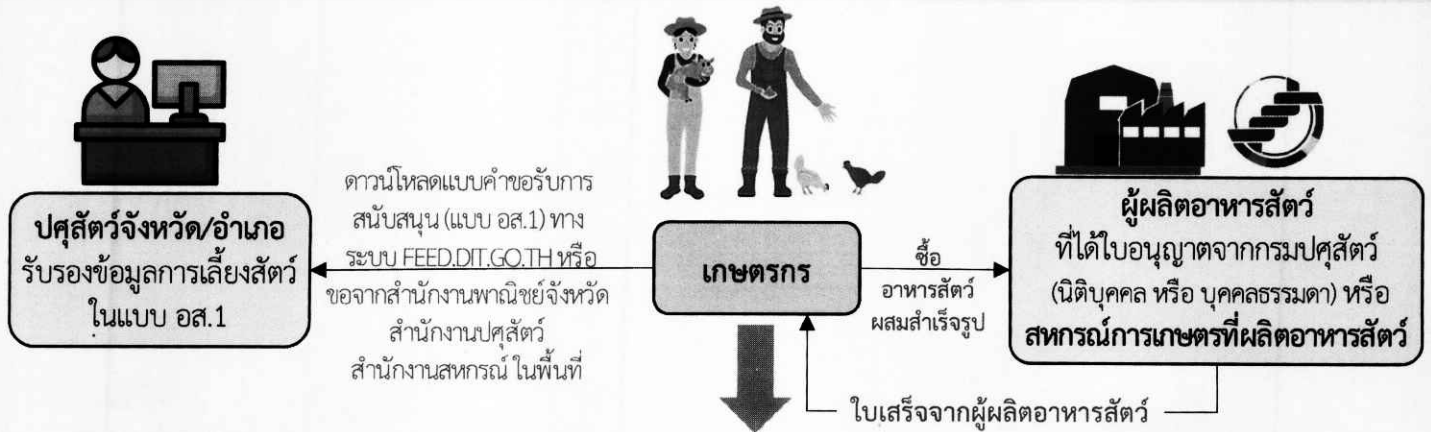 ปศุสัตว์จังหวัด/อำเภอ
รับรองข้อมูลการเลี้ยงสัตว์
ในแบบ อส.1
ดาวน์โหลดแบบคำขอรับการ
สนับสนุน (แบบ อส.1) ทาง
ระบบ FEED.DIT.GO.TH หรือ
ขอจากสำนักงานพาณิชย์จังหวัด
สำนักงานปศุสัตว์
สำนักงานสหกรณ์ ในพื้นที่
เกษตรกร
ซื้อ
อาหารสัตว์
ผสมสำเร็จรูป
ผู้ผลิตอาหารสัตว์
ที่ได้ใบอนุญาตจากกรมปศุสัตว์
(นิติบุคคล หรือ บุคคลธรรมดา) หรือ
สหกรณ์การเกษตรที่ผลิตอาหารสัตว์
ใบเสร็จจากผู้ผลิตอาหารสัตว์